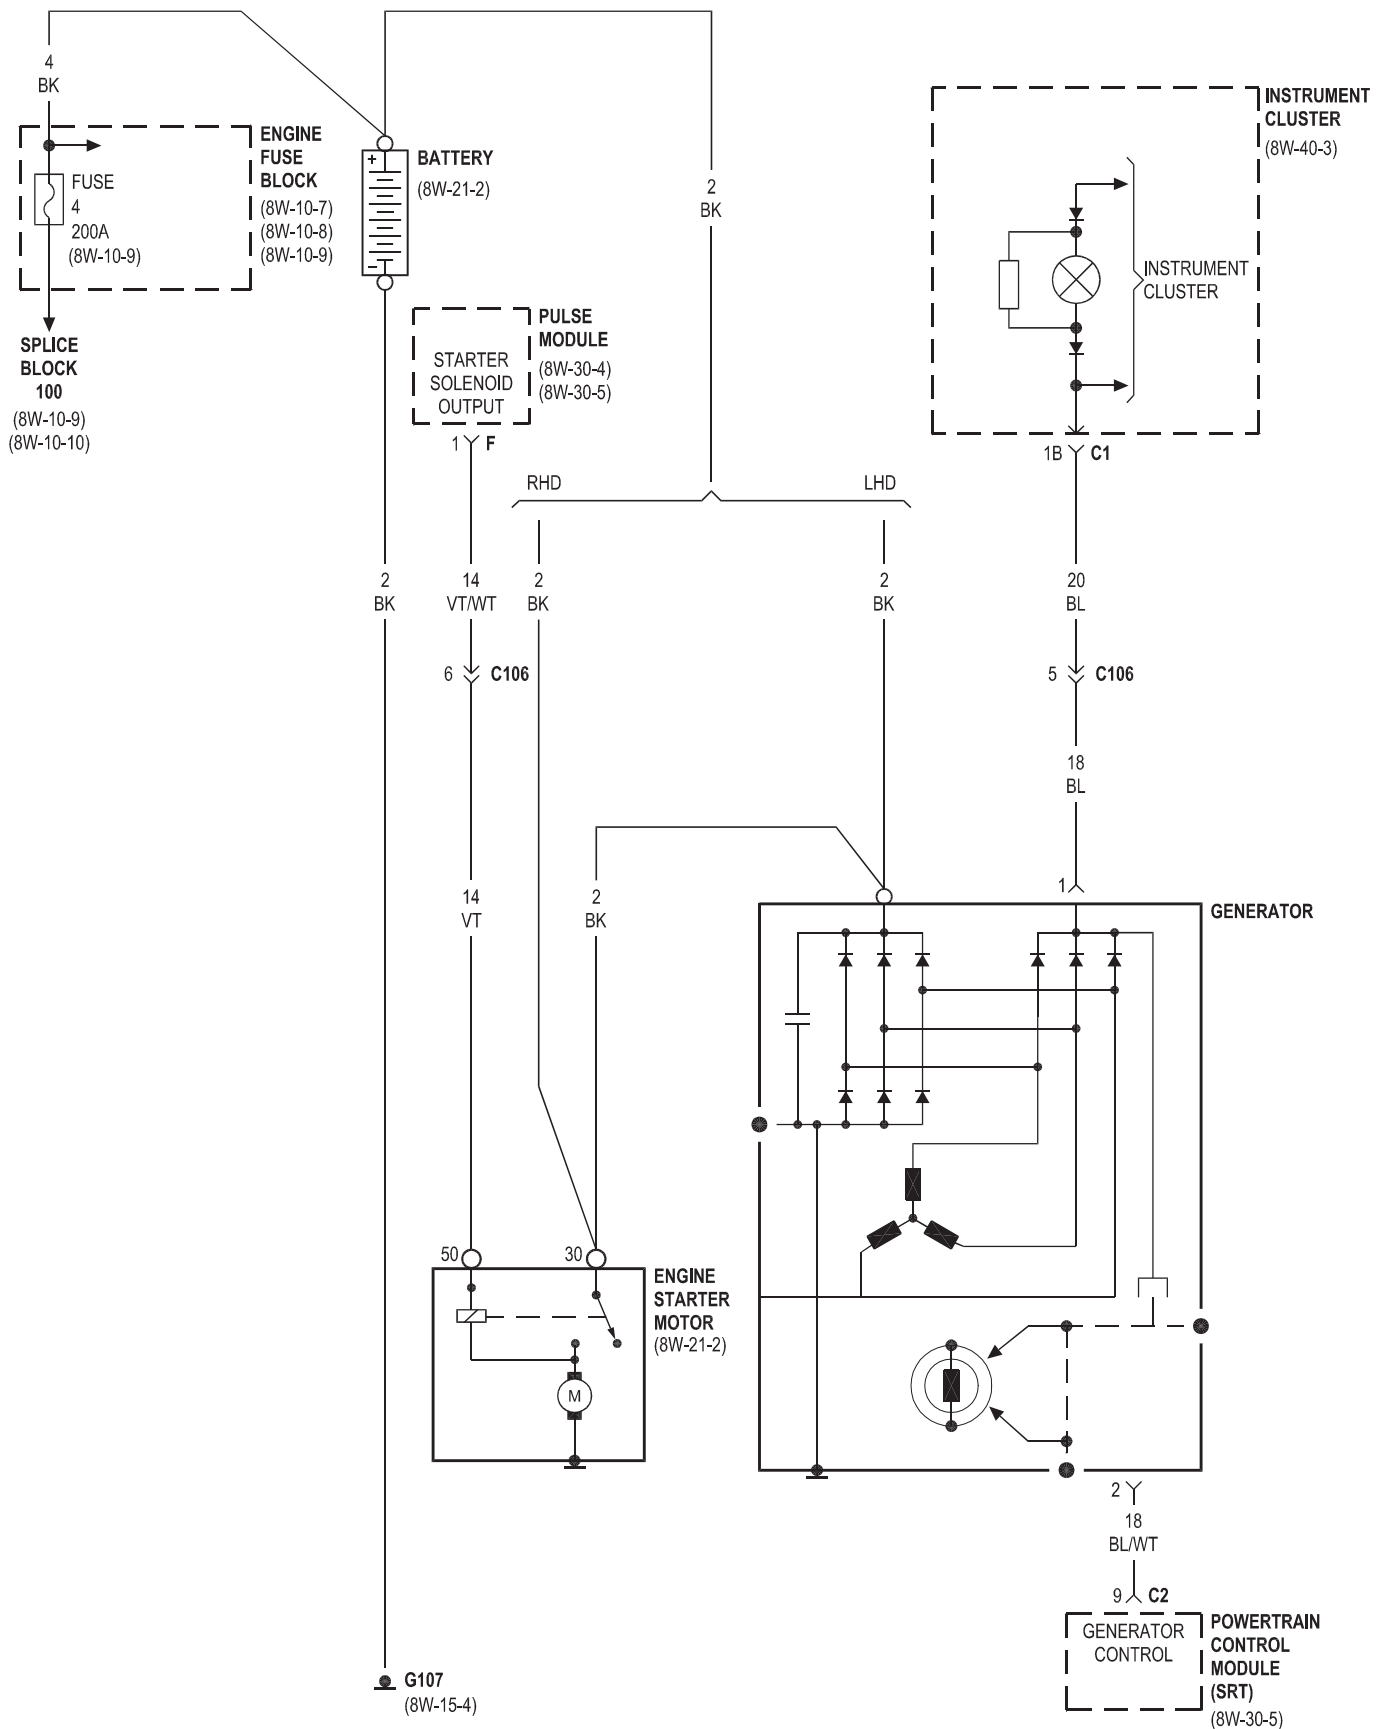 4
BK
ENGINE
FUSE
BLOCK
(8W-10-7)
(8W-10-8)
(8W-10-9)
FUSE
4
200A
(8W-10-9)
SPLICE
BLOCK
100
(8W-10-9)
(8W-10-10)
+
–
BATTERY
(8W-21-2)
2
BK
INSTRUMENT
CLUSTER
(8W-40-3)
INSTRUMENT
CLUSTER
1B C1
PULSE
MODULE
(8W-30-4)
(8W-30-5)
STARTER
SOLENOID
OUTPUT
1 F
RHD
LHD
2
BK
14
VT/WT
2
BK
2
BK
20
BL
6 C106
5 C106
18
BL
14
VT
2
BK
1
GENERATOR
50
30
ENGINE
STARTER
MOTOR
(8W-21-2)
M
2
18
BL/WT
9 C2
GENERATOR
CONTROL
POWERTRAIN
CONTROL
MODULE
(SRT)
(8W-30-5)
G107
(8W-15-4)